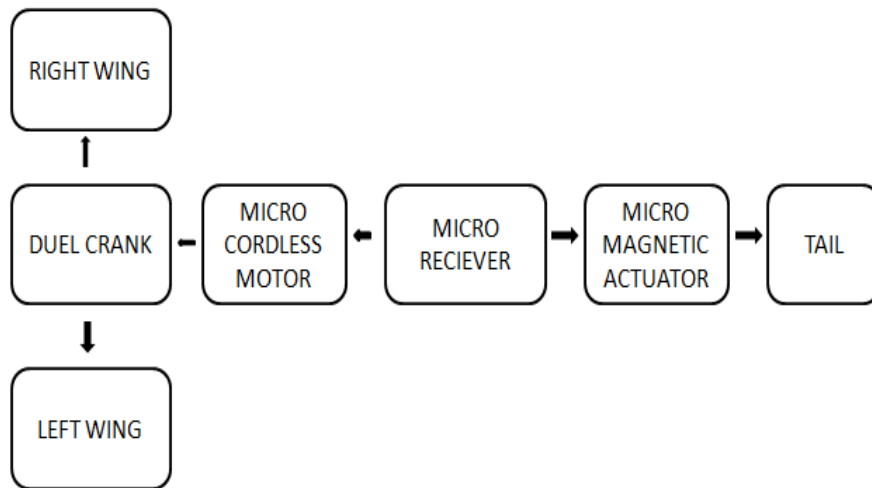 RIGHT WING
DUEL CRANK
MICRO
CORDLESS
MOTOR
MICRO
RECIEVER
MICRO
MAGNETIC
ACTUATOR
TAIL
LEFT WING